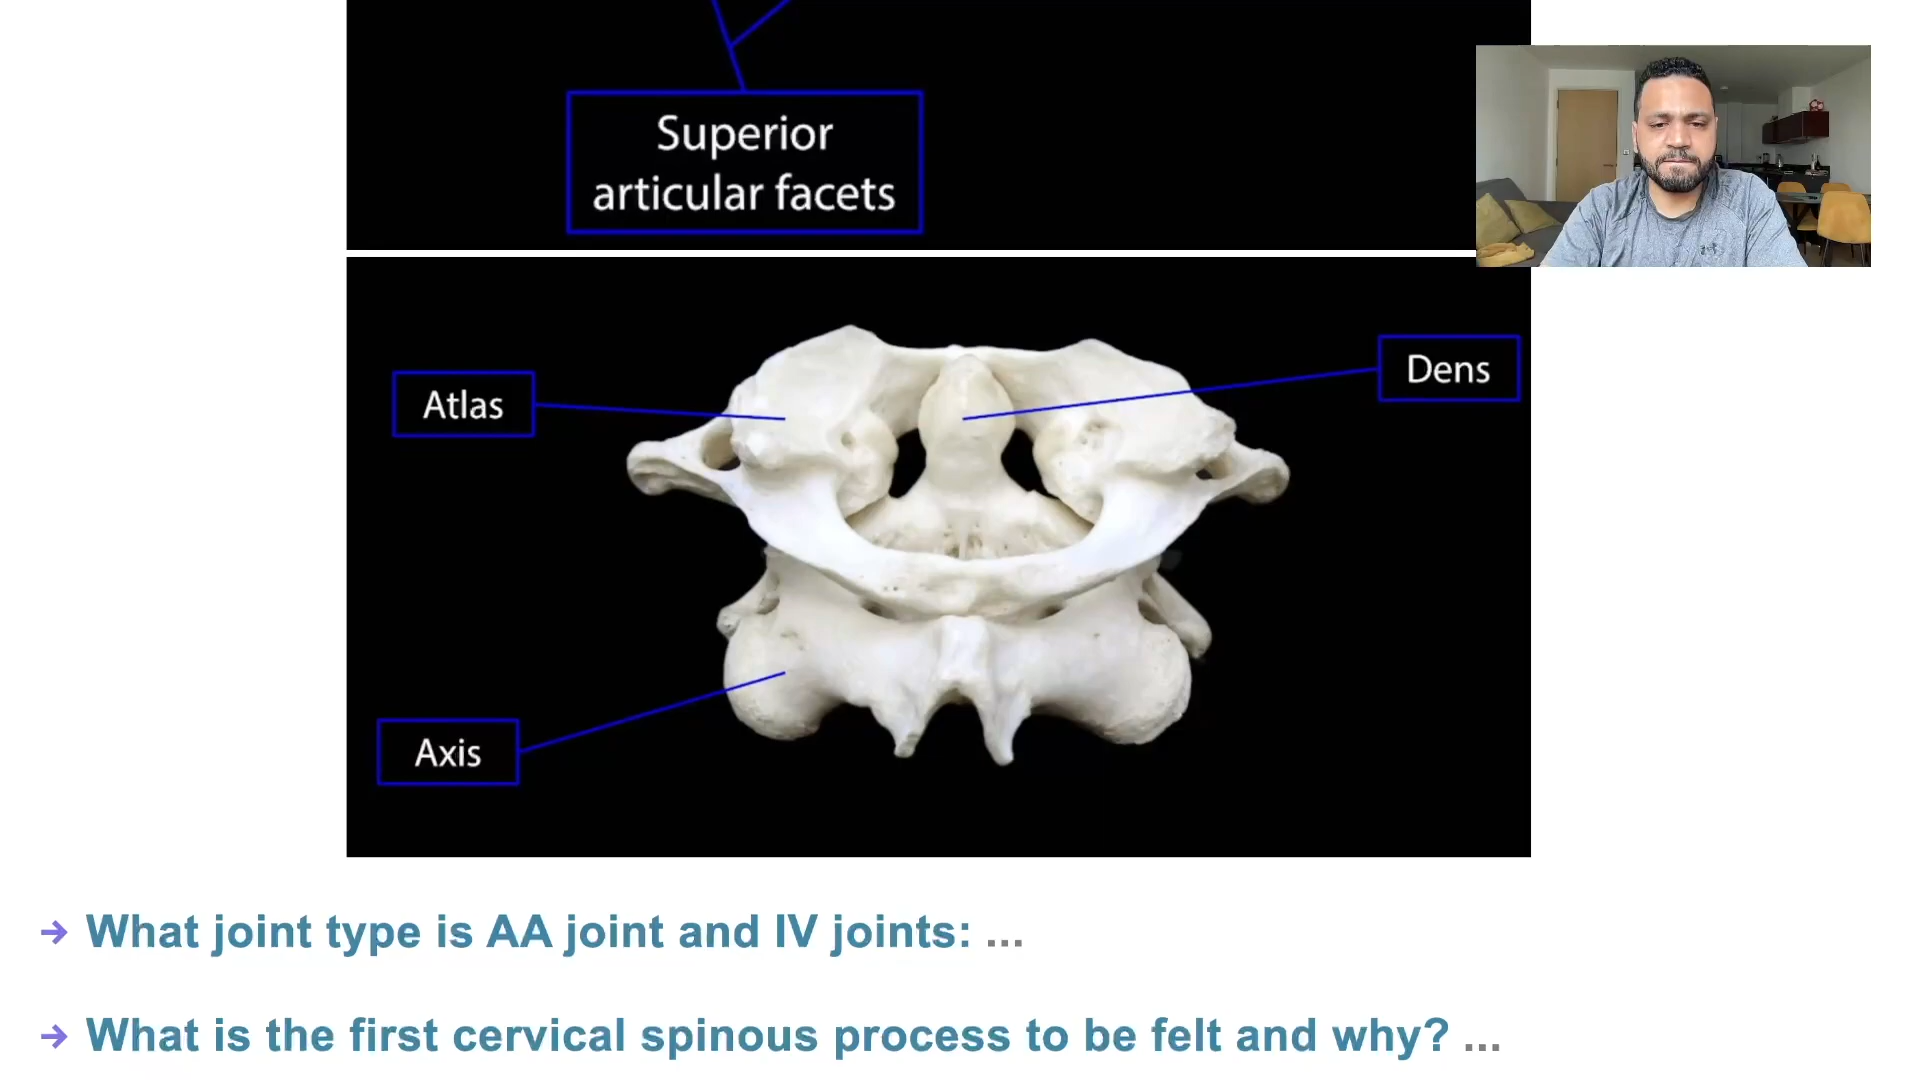 Superior
articular facets
Atlas
Dens
Axis
→ What joint type is AA joint and IV joints: ...
→ What is the first cervical spinous process to be felt and why? ...